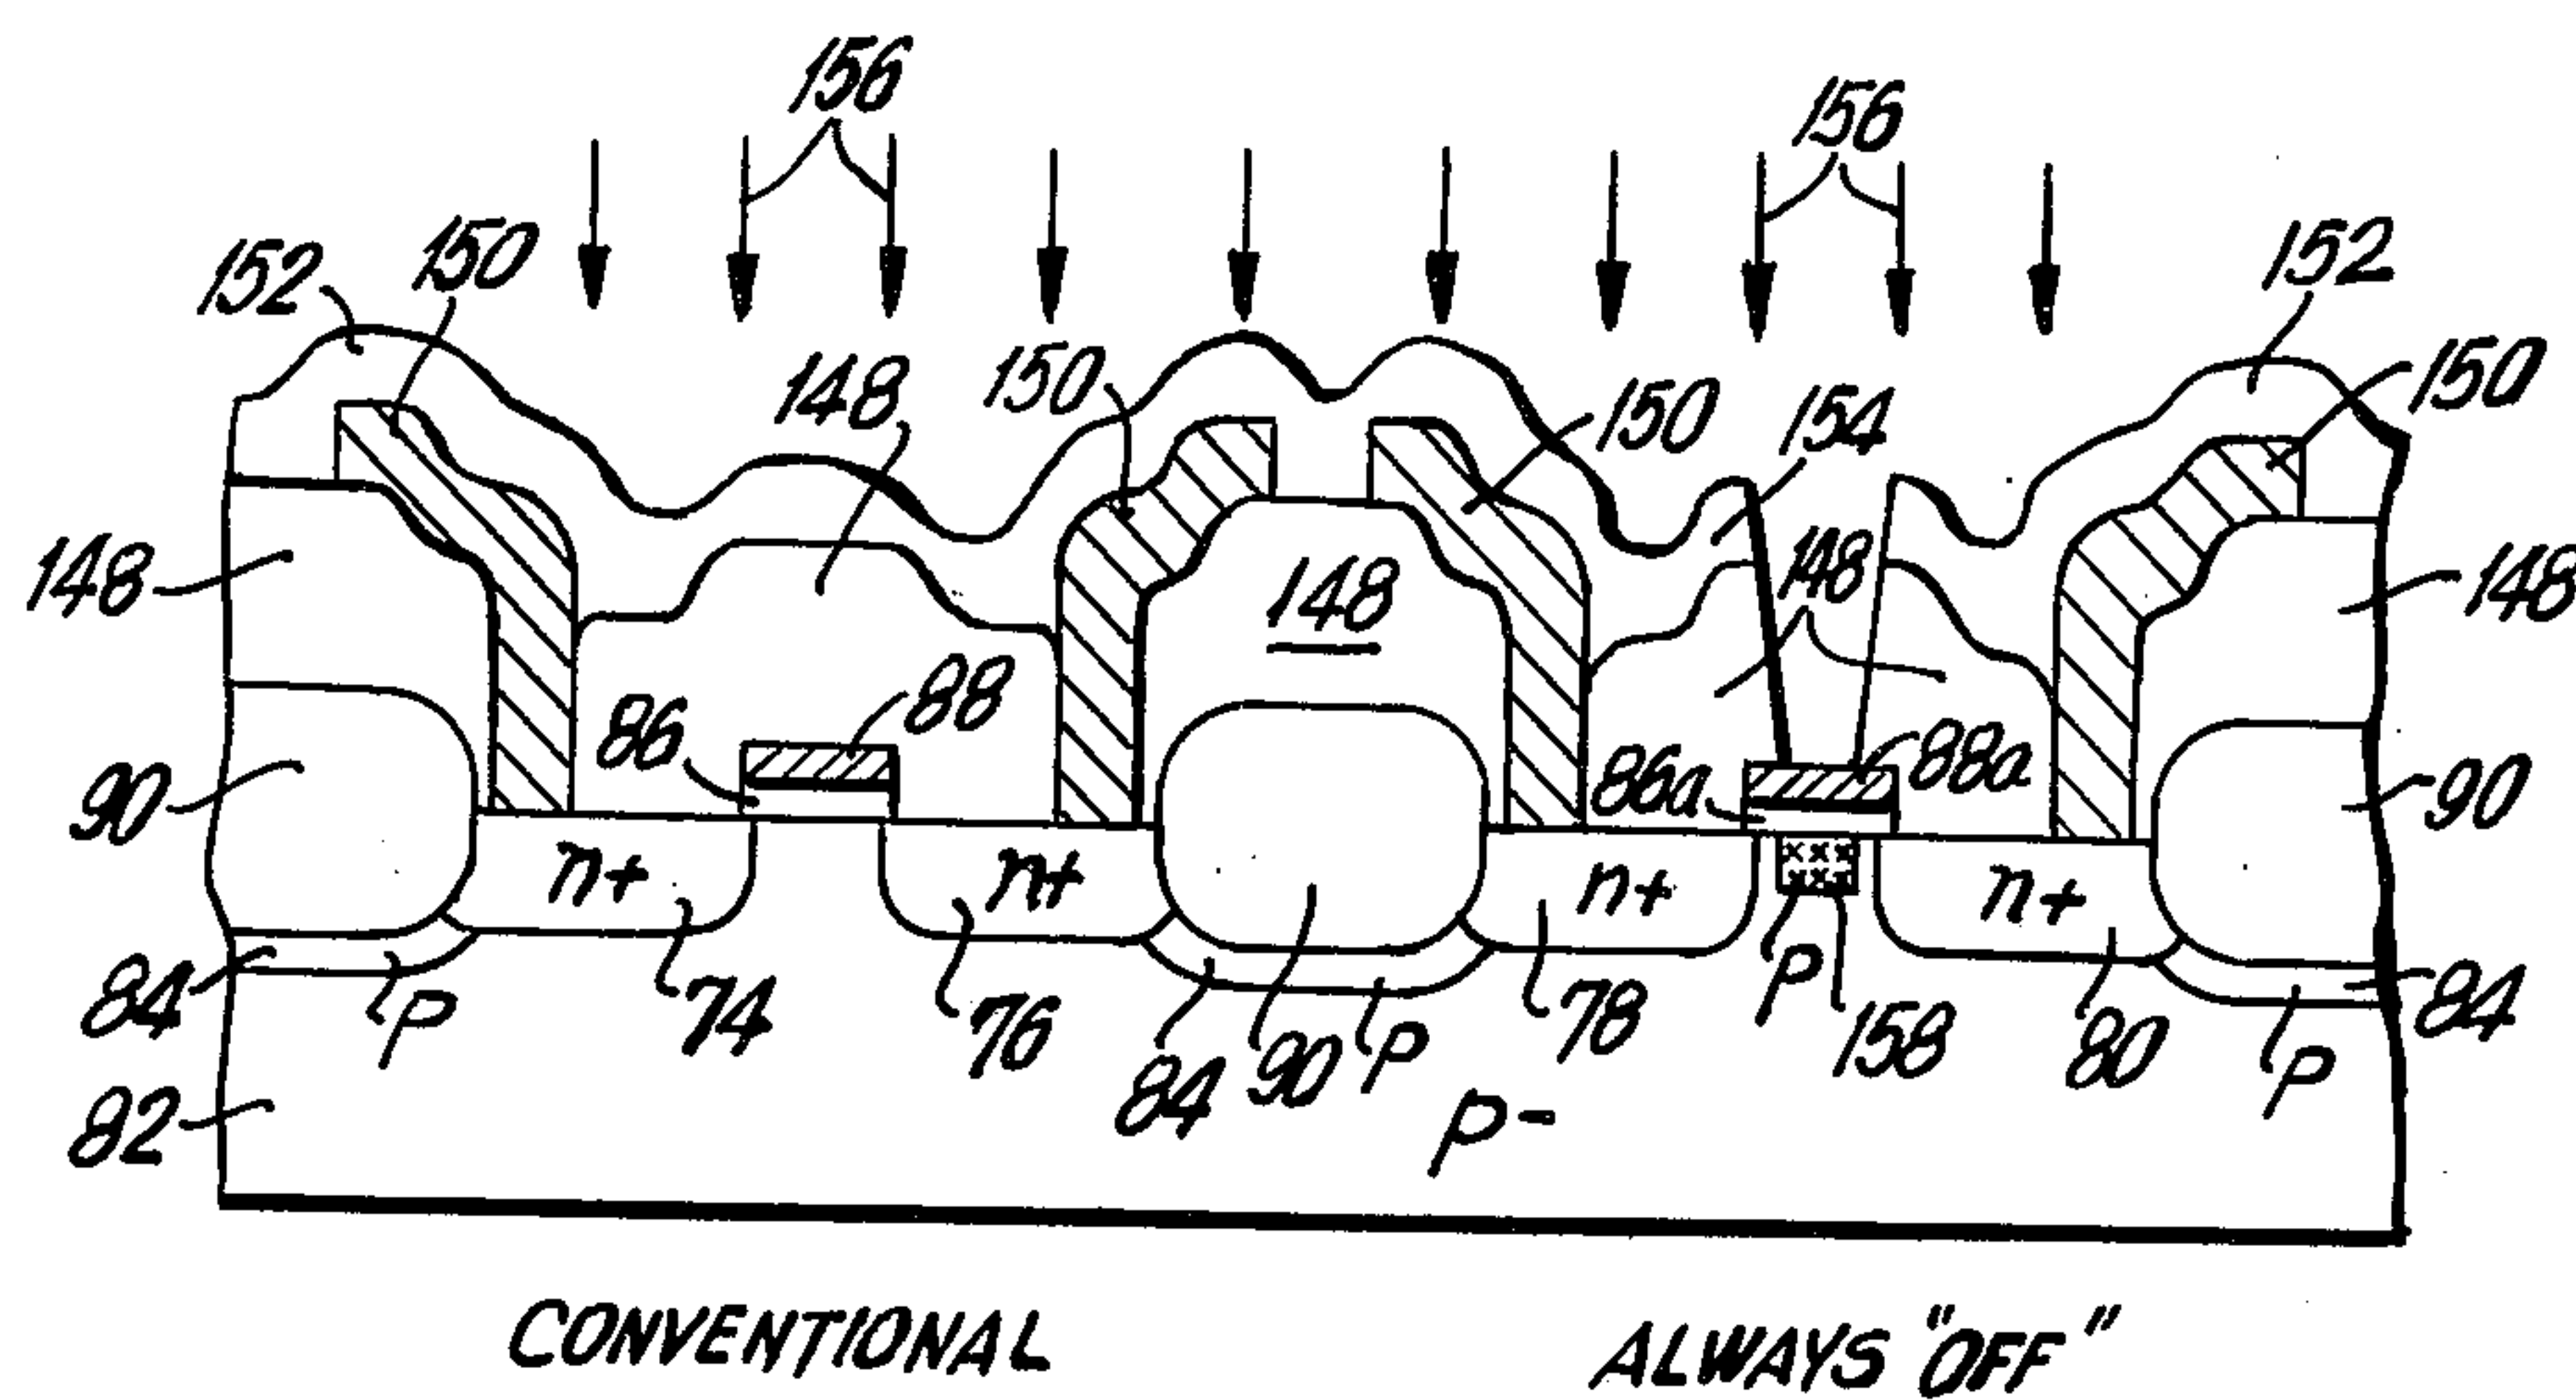 156 156
152 150 152
148 150 150 154 150
148 148 148 148
86 88 86a 88a
90 90
n+ n+ n+ n+
84 P 74 76 84 90 P 78 P 158 80 P 84
82 P-
CONVENTIONAL ALWAYS "OFF"